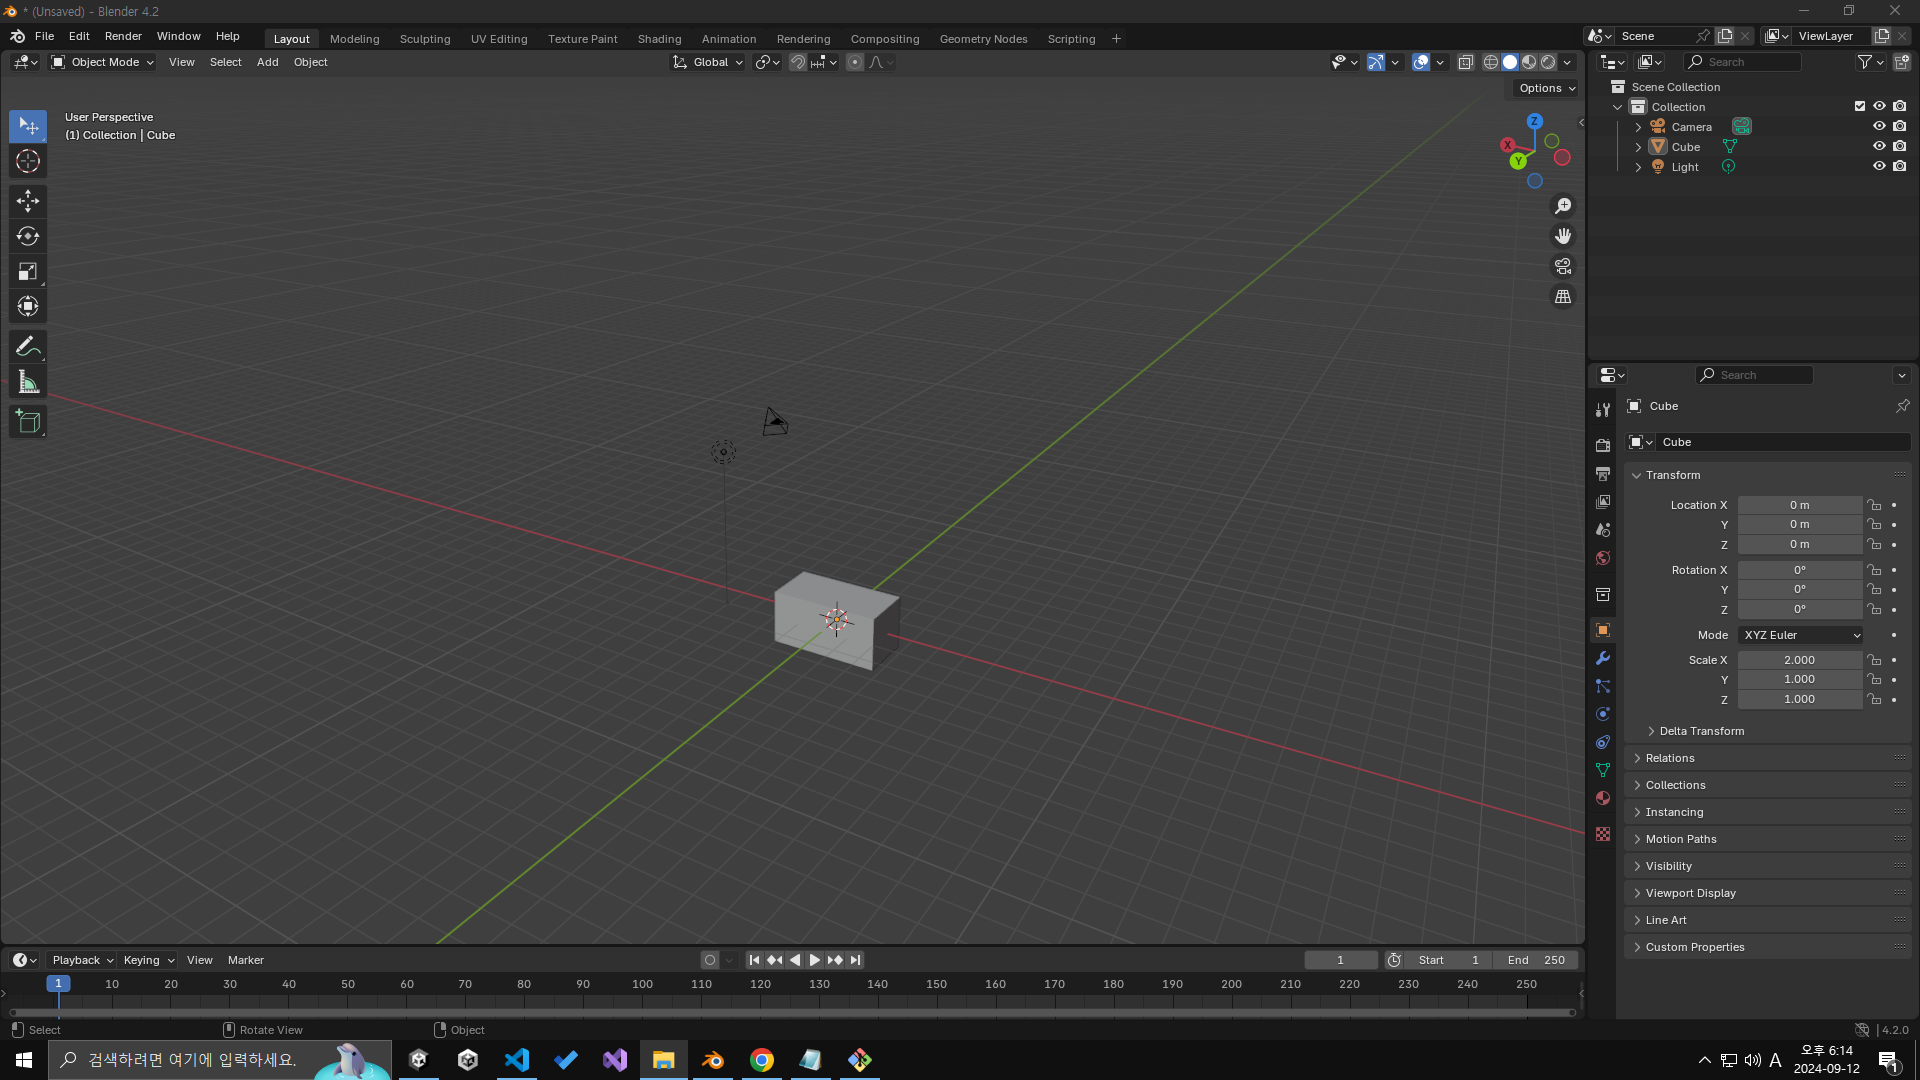 * (Unsaved) - Blender 4.2
File Edit Render Window Help
Layout Modeling Sculpting UV Editing Texture Paint Shading Animation Rendering Compositing Geometry Nodes Scripting +
Scene
ViewLayer
Object Mode View Select Add Object
Global
Search
Options
User Perspective
(1) Collection | Cube
Z
X
Y
Scene Collection
Collection
Camera
Cube
Light
Search
Cube
Cube
Transform
Location X 0 m
Y 0 m
Z 0 m
Rotation X 0°
Y 0°
Z 0°
Mode XYZ Euler
Scale X 2.000
Y 1.000
Z 1.000
Delta Transform
Relations
Collections
Instancing
Motion Paths
Visibility
Viewport Display
Line Art
Custom Properties
Playback Keying View Marker
1 Start 1 End 250
1 10 20 30 40 50 60 70 80 90 100 110 120 130 140 150 160 170 180 190 200 210 220 230 240 250
Select Rotate View Object
4.2.0
검색하려면 여기에 입력하세요.
A
오후 6:14
2024-09-12
1